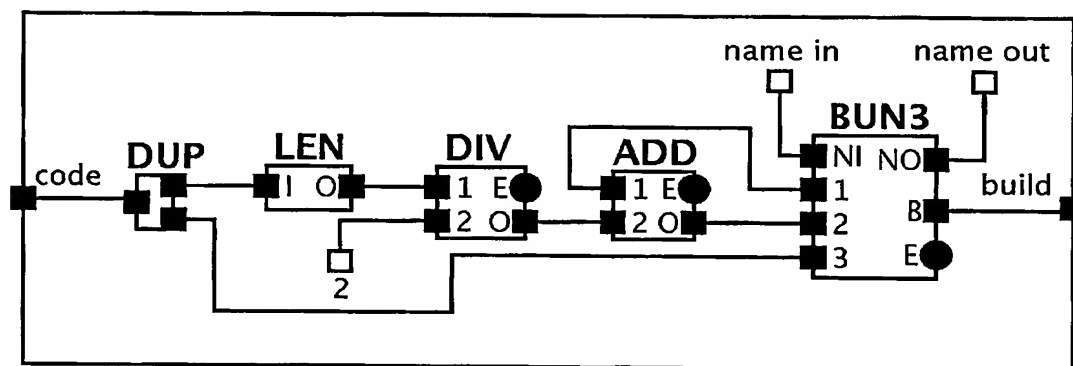 name in
name out
BUN3
DUP
LEN
DIV
ADD
code
I O
1 E
2 O
2
1 E
2 O
NI NO
1
2
B
3
E
build